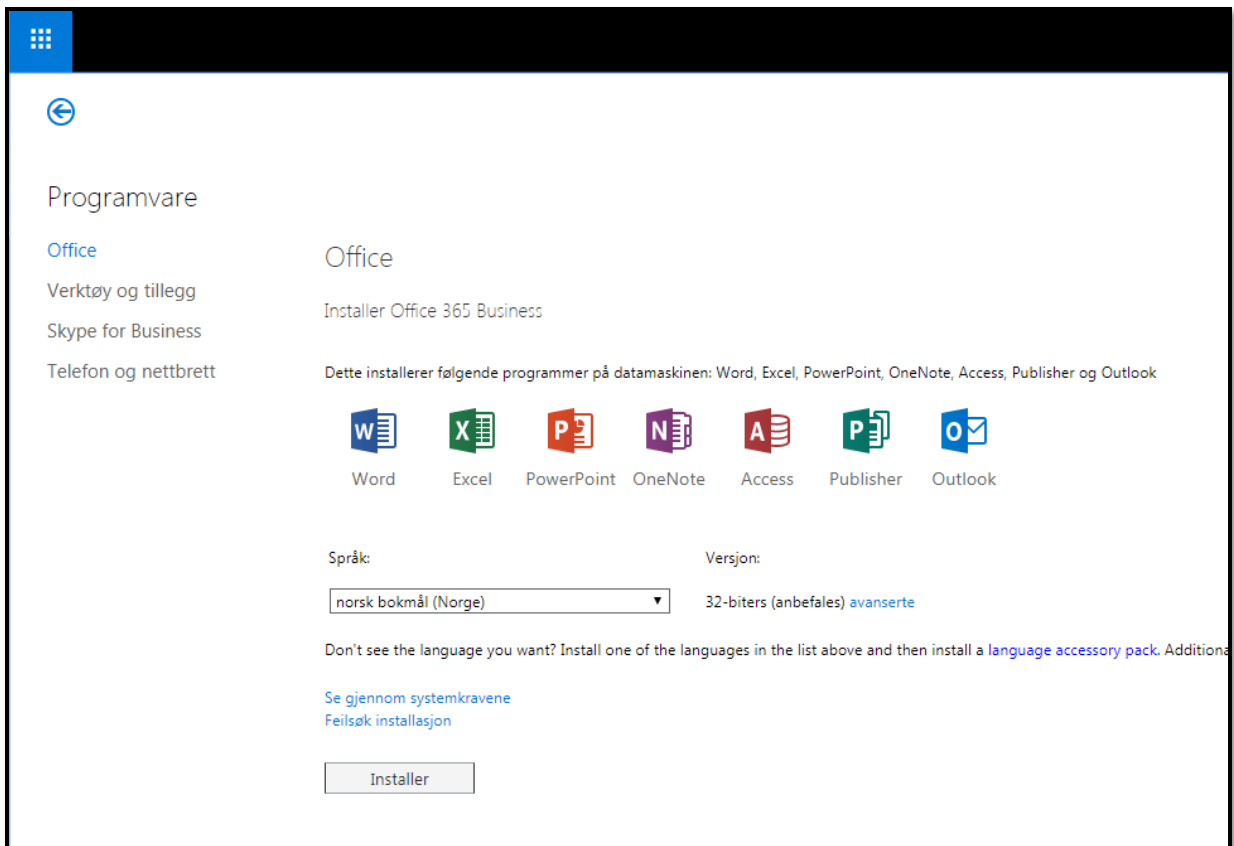 Programvare
Office
Verktøy og tillegg
Skype for Business
Telefon og nettbrett
Office
Installer Office 365 Business
Dette installerer følgende programmer på datamaskinen: Word, Excel, PowerPoint, OneNote, Access, Publisher og Outlook
Word Excel PowerPoint OneNote Access Publisher Outlook
Språk: Versjon:
norsk bokmål (Norge) 32-biters (anbefales) avanserte
Don't see the language you want? Install one of the languages in the list above and then install a language accessory pack. Additiona
Se gjennom systemkravene
Feilsøk installasjon
Installer